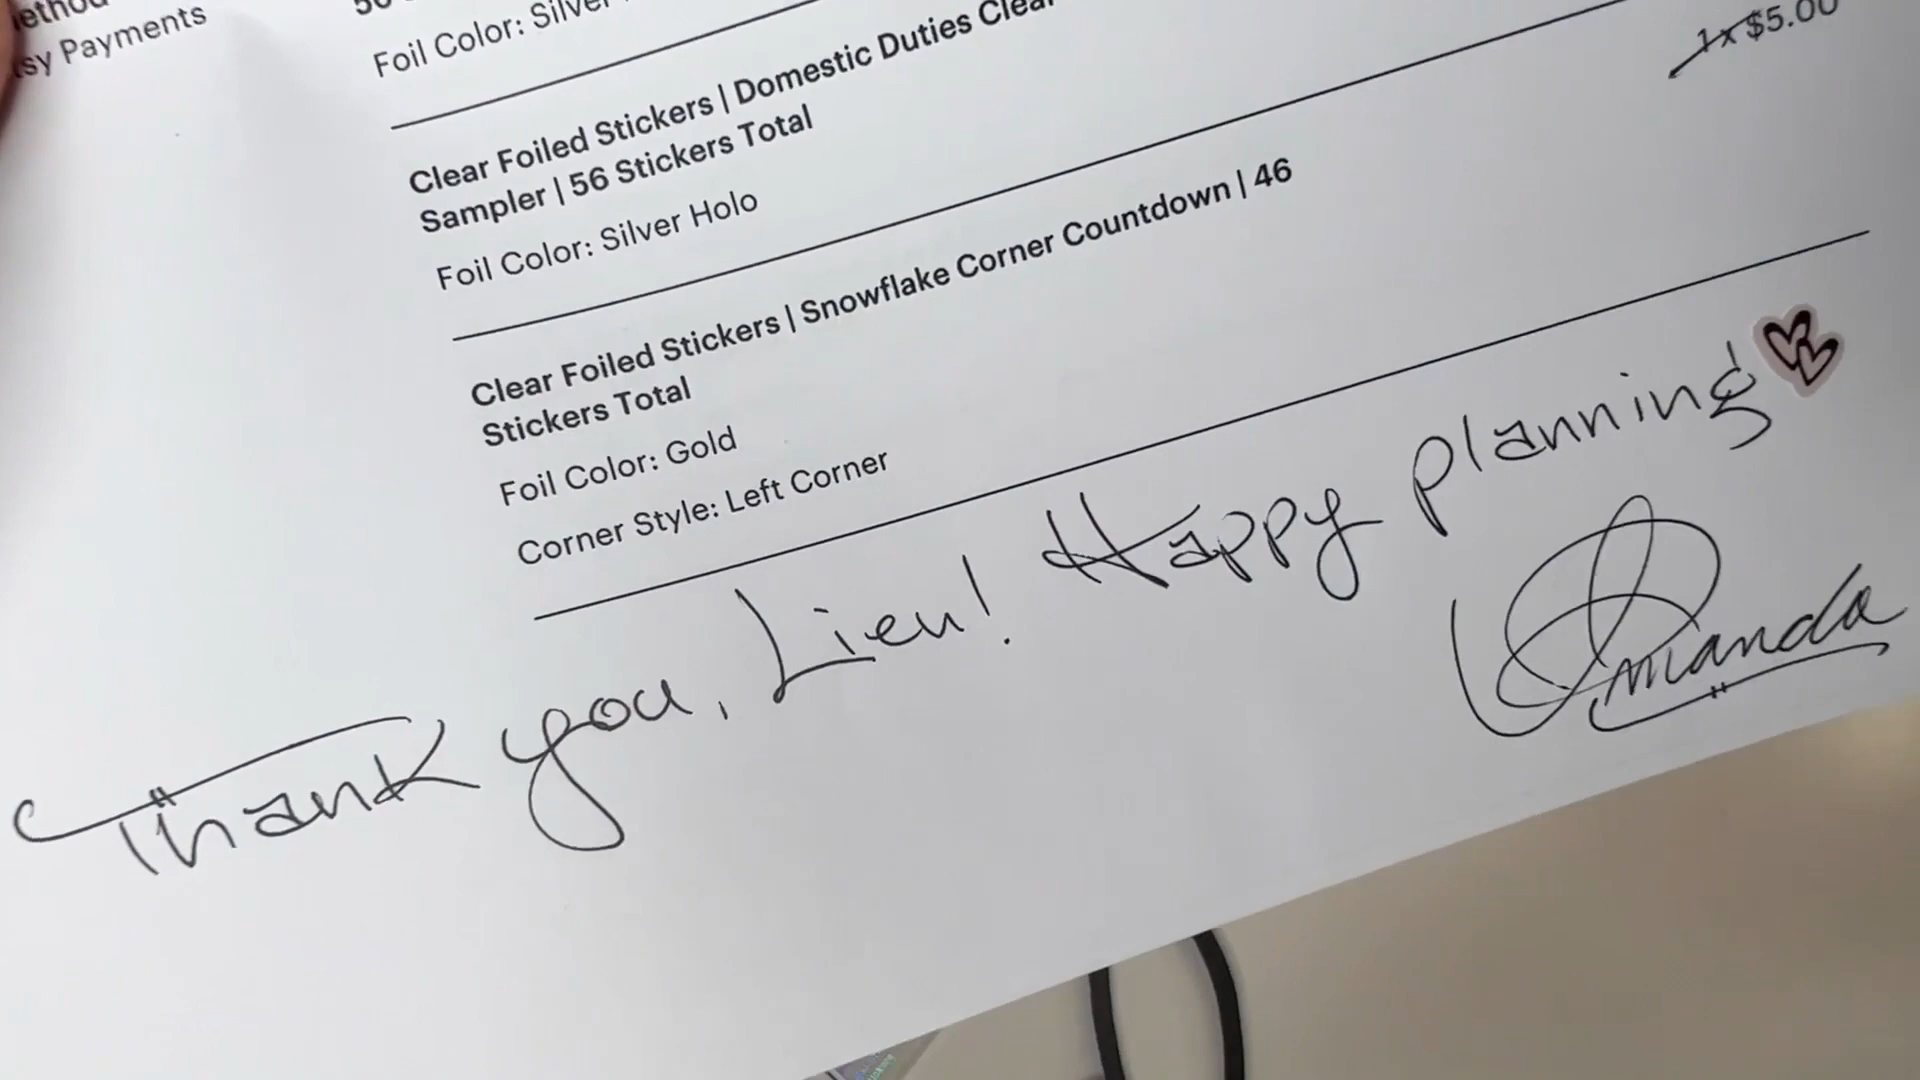 sy Payments
Foil Color: Silver
Clear Foiled Stickers | Domestic Duties Clear
Sampler | 56 Stickers Total
Foil Color: Silver Holo
1 x $5.00
Clear Foiled Stickers | Snowflake Corner Countdown | 46
Stickers Total
Foil Color: Gold
Corner Style: Left Corner
Thank you, Lieu! Happy planning
Amanda